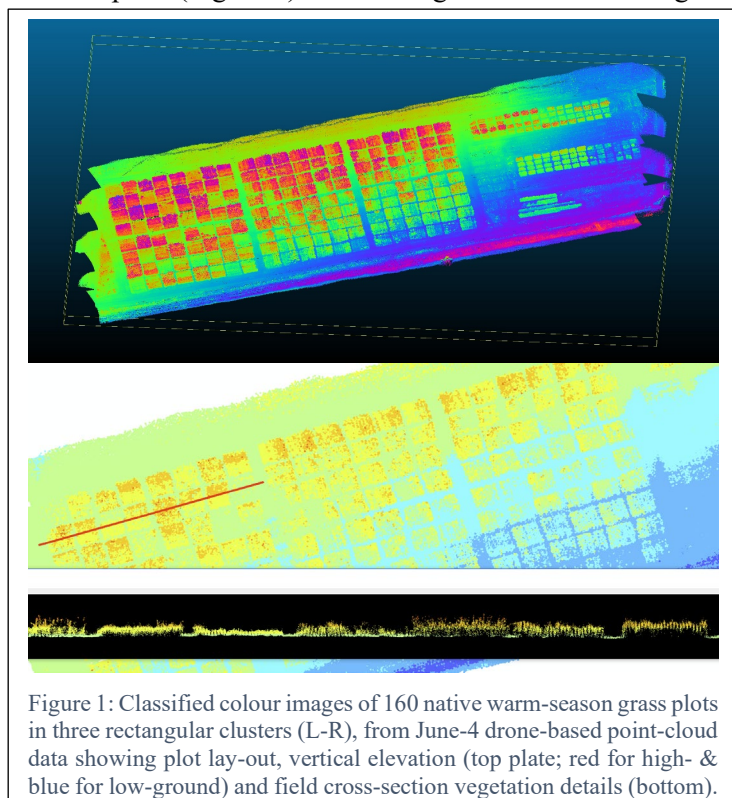 Figure 1: Classified colour images of 160 native warm-season grass plots
in three rectangular clusters (L-R), from June-4 drone-based point-cloud
data showing plot lay-out, vertical elevation (top plate; red for high- &
blue for low-ground) and field cross-section vegetation details (bottom).